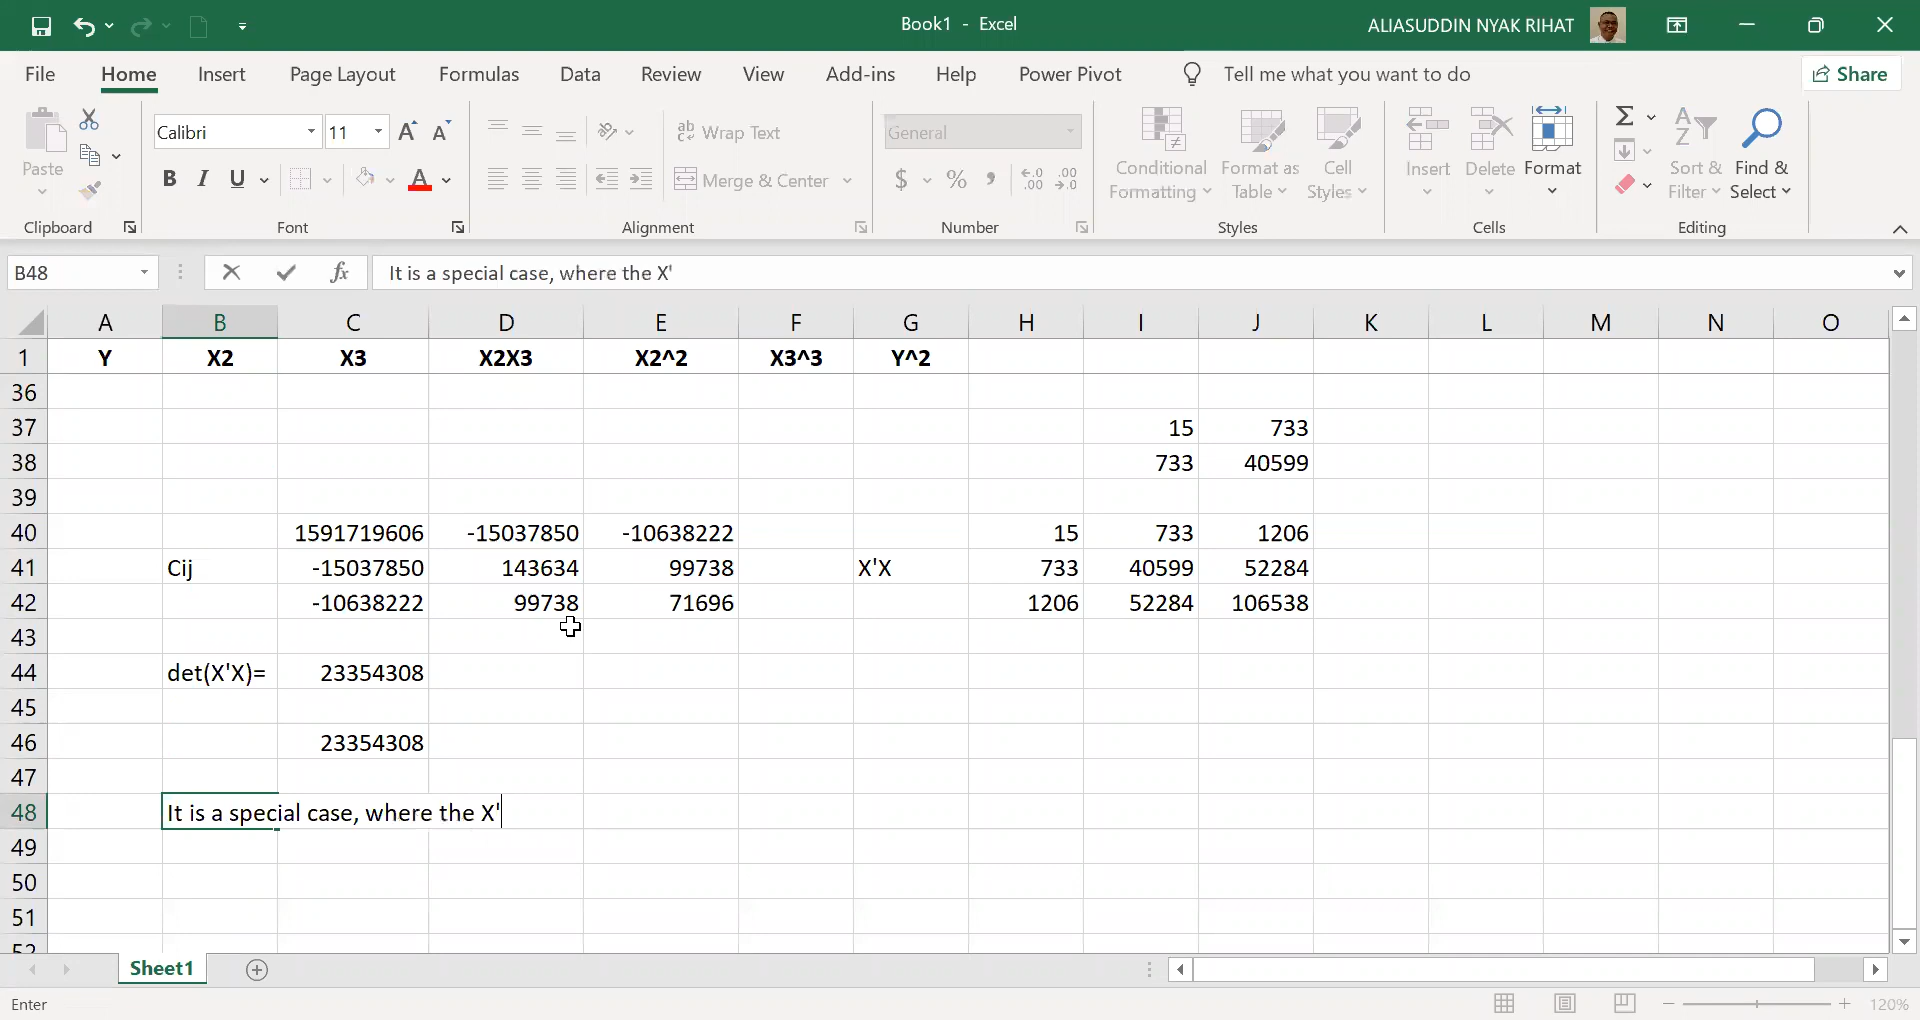 Book1 - Excel
ALIASUDDIN NYAK RIHAT
File Home Insert Page Layout Formulas Data Review View Add-ins Help Power Pivot Tell me what you want to do Share
Calibri 11 A A ab Wrap Text General
Paste B I U A Merge & Center $ % , .00 .00
Conditional Formatting Format as Table Cell Styles Insert Delete Format Sort & Filter Find & Select
Clipboard Font Alignment Number Styles Cells Editing
B48 fx It is a special case, where the X'
A B C D E F G H I J K L M N O
1 Y X2 X3 X2X3 X2^2 X3^3 Y^2
36
37 15 733
38 733 40599
39
40 1591719606 -15037850 -10638222 15 733 1206
41 Cij -15037850 143634 99738 X'X 733 40599 52284
42 -10638222 99738 71696 1206 52284 106538
43
44 det(X'X)= 23354308
45
46 23354308
47
48 It is a special case, where the X'
49
50
51
52
Sheet1
Enter 120%